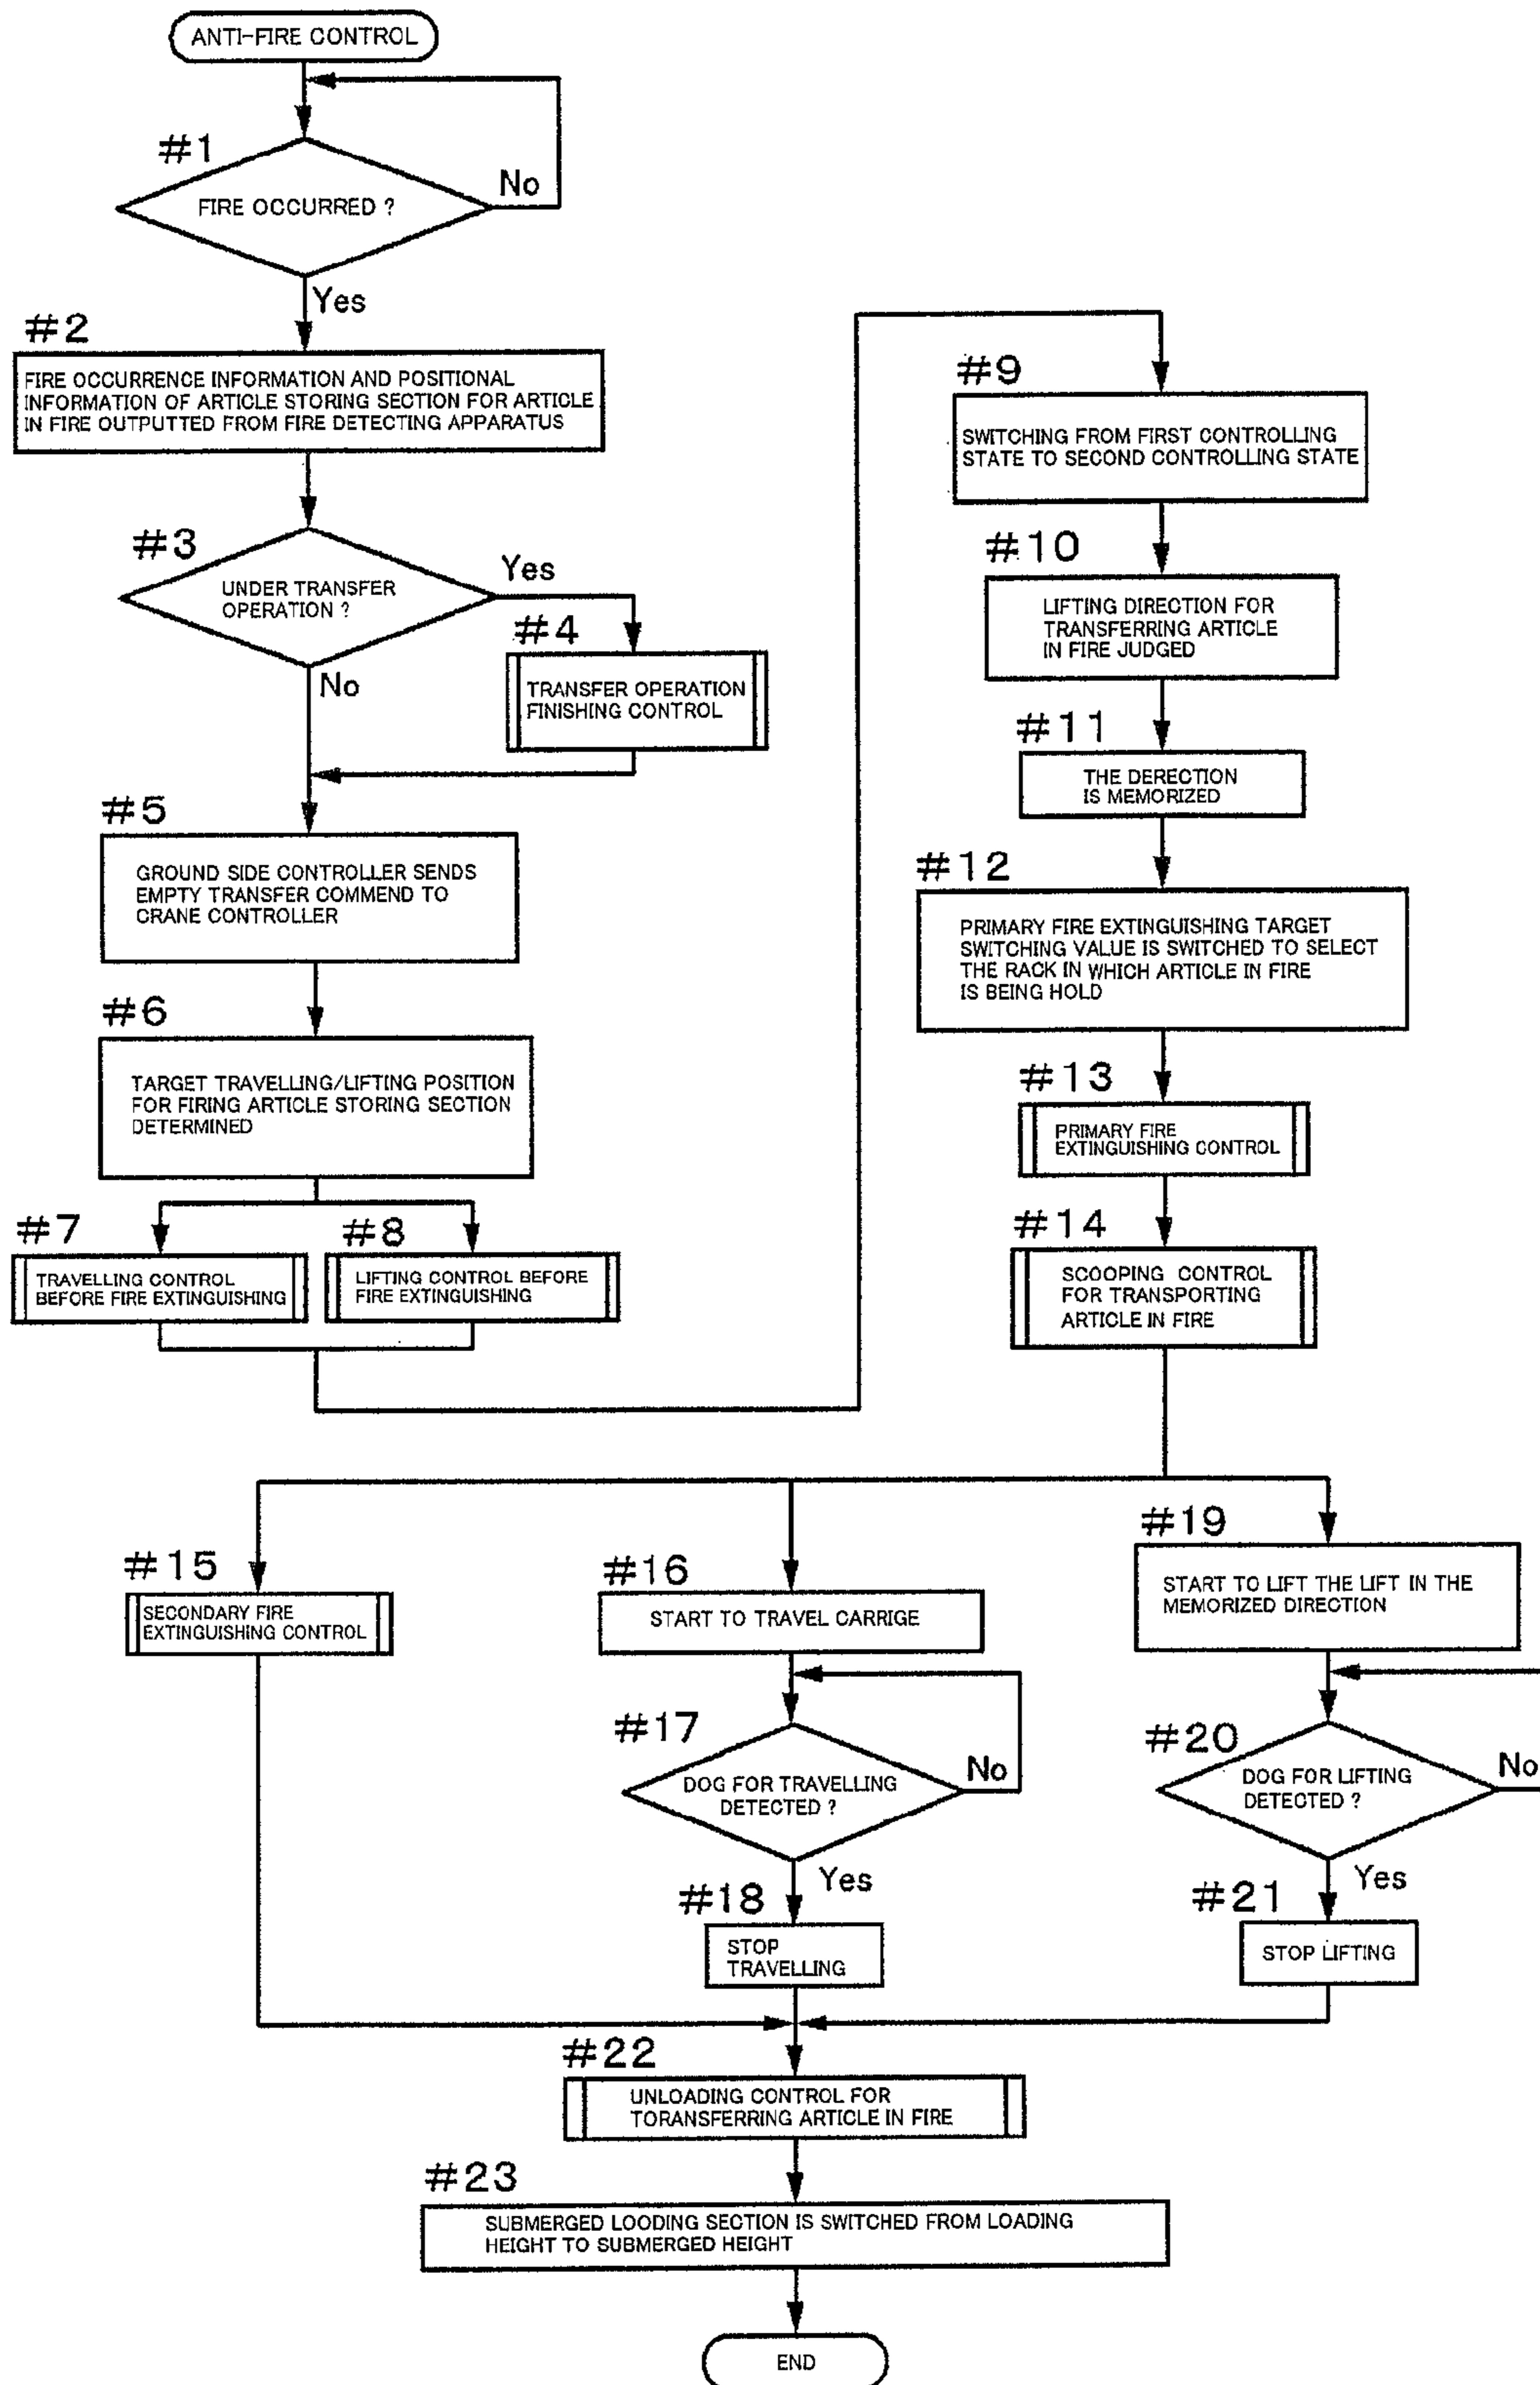 ANTI-FIRE CONTROL
#1
FIRE OCCURRED ?
No
Yes
#2
FIRE OCCURRENCE INFORMATION AND POSITIONAL
INFORMATION OF ARTICLE STORING SECTION FOR ARTICLE
IN FIRE OUTPUTTED FROM FIRE DETECTING APPARATUS
#3
UNDER TRANSFER
OPERATION ?
Yes
No
#4
TRANSFER OPERATION
FINISHING CONTROL
#5
GROUND SIDE CONTROLLER SENDS
EMPTY TRANSFER COMMEND TO
CRANE CONTROLLER
#6
TARGET TRAVELLING/LIFTING POSITION
FOR FIRING ARTICLE STORING SECTION
DETERMINED
#7
TRAVELLING CONTROL
BEFORE FIRE EXTINGUISHING
#8
LIFTING CONTROL BEFORE
FIRE EXTINGUISHING
#9
SWITCHING FROM FIRST CONTROLLING
STATE TO SECOND CONTROLLING STATE
#10
LIFTING DIRECTION FOR
TRANSFERRING ARTICLE
IN FIRE JUDGED
#11
THE DERECTION
IS MEMORIZED
#12
PRIMARY FIRE EXTINGUISHING TARGET
SWITCHING VALUE IS SWITCHED TO SELECT
THE RACK IN WHICH ARTICLE IN FIRE
IS BEING HOLD
#13
PRIMARY FIRE
EXTINGUISHING CONTROL
#14
SCOOPING CONTROL
FOR TRANSPORTING
ARTICLE IN FIRE
#15
SECONDARY FIRE
EXTINGUISHING CONTROL
#16
START TO TRAVEL CARRIGE
#17
DOG FOR TRAVELLING
DETECTED ?
No
Yes
#18
STOP
TRAVELLING
#19
START TO LIFT THE LIFT IN THE
MEMORIZED DIRECTION
#20
DOG FOR LIFTING
DETECTED ?
No
Yes
#21
STOP LIFTING
#22
UNLOADING CONTROL FOR
TORANSFERRING ARTICLE IN FIRE
#23
SUBMERGED LOODING SECTION IS SWITCHED FROM LOADING
HEIGHT TO SUBMERGED HEIGHT
END